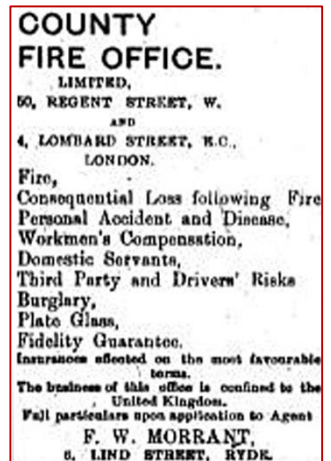 COUNTY
FIRE OFFICE.
LIMITED,
50, REGENT STREET, W.
AND
4, LOMBARD STREET, E.C.,
LONDON.
Fire,
Consequential Loss following Fire
Personal Accident and Disease,
Workmen's Compensation,
Domestic Servants,
Third Party and Drivers' Risks
Burglary,
Plate Glass,
Fidelity Guarantee.
Insurances effected on the most favourable
terms.
The business of this office is confined to the
United Kingdom.
Full particulars upon application to Agent
F. W. MORRANT,
6, LIND STREET, RYDE.